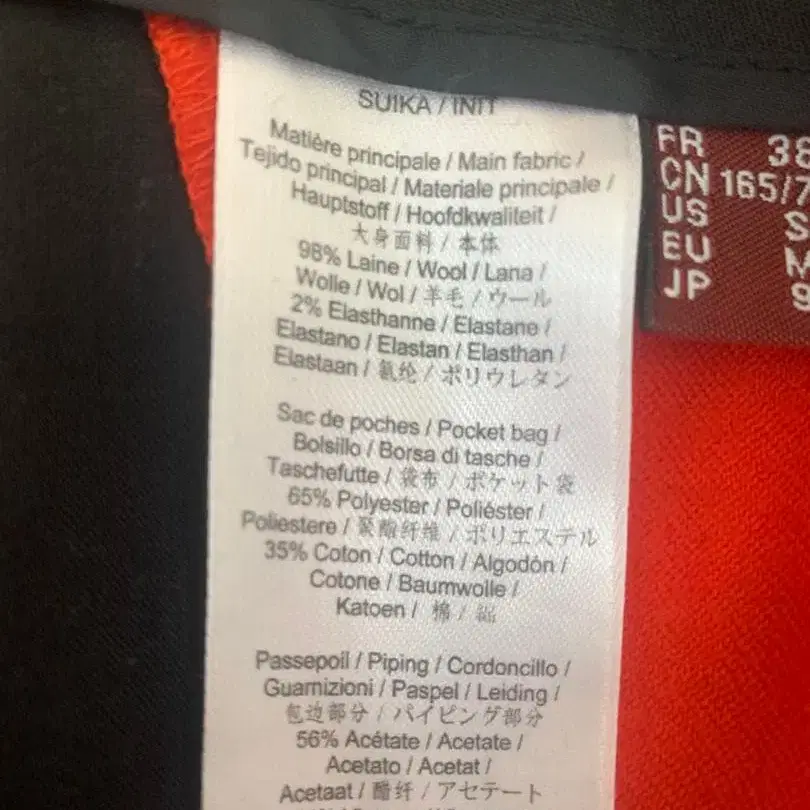 SUIKA / INIT
Matière principale / Main fabric /
Tejido principal / Materiale principale /
Hauptstoff / Hoofdkwaliteit /
大身面料 / 本体
98% Laine / Wool / Lana /
Wolle / Wol / 羊毛 / ウール
2% Elasthanne / Elastane /
Elastano / Elastan / Elasthan /
Elastaan / 氨纶 / ポリウレタン
Sac de poches / Pocket bag /
Bolsillo / Borsa di tasche /
Taschefutte / 袋布 / ポケット袋
65% Polyester / Poliéster /
Poliestere / 聚酯纤维 / ポリエステル
35% Coton / Cotton / Algodón /
Cotone / Baumwolle /
Katoen / 棉 /
Passepoil / Piping / Cordoncillo /
Guarnizioni / Paspel / Leiding /
包边部分 / パイピング部分
56% Acétate / Acetate /
Acetato / Acetat /
Acetaat / 醋纤 / アセテート
FR 38
CN 165/7
US S
EU M
JP 9